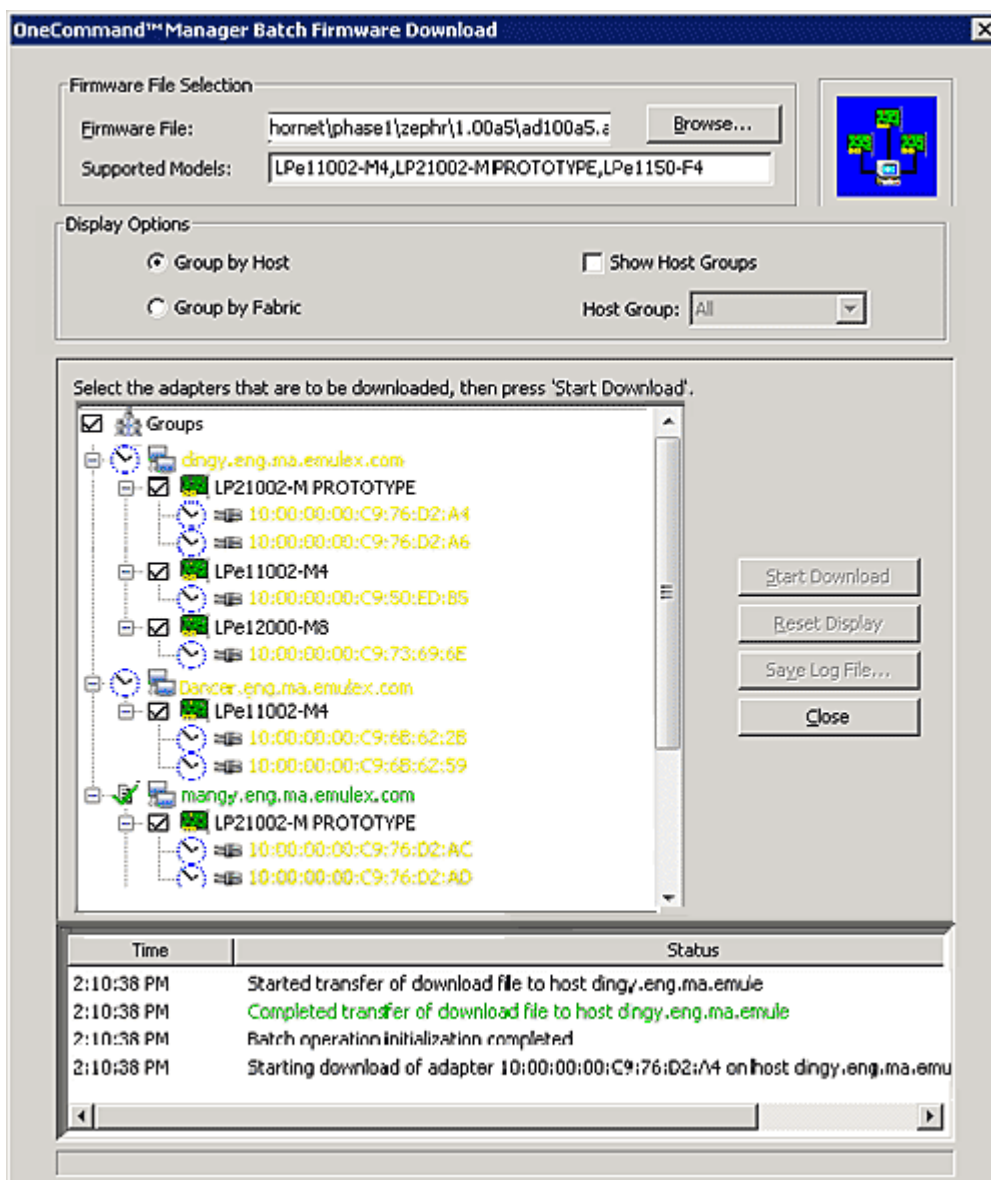 OneCommand™Manager Batch Firmware Download
Firmware File Selection
Firmware File: hornet\phase1\zephr\1.00a5\ad100a5.a Browse...
Supported Models: LPe11002-M4,LP21002-M PROTOTYPE,LPe1150-F4
Display Options
Group by Host Show Host Groups
Group by Fabric Host Group: All
Select the adapters that are to be downloaded, then press 'Start Download'.
Groups
dingy.eng.ma.emulex.com
LP21002-M PROTOTYPE
10:00:00:00:C9:76:D2:A4
10:00:00:00:C9:76:D2:A6
LPe11002-M4
10:00:00:00:C9:50:ED:B5
LPe12000-M8
10:00:00:00:C9:73:69:6E
Dancer.eng.ma.emulex.com
LPe11002-M4
10:00:00:00:C9:6B:62:2B
10:00:00:00:C9:6B:62:59
mangy.eng.ma.emulex.com
LP21002-M PROTOTYPE
10:00:00:00:C9:76:D2:AC
10:00:00:00:C9:76:D2:AD
Start Download
Reset Display
Save Log File...
Close
Time Status
2:10:38 PM Started transfer of download file to host dingy.eng.ma.emule
2:10:38 PM Completed transfer of download file to host dingy.eng.ma.emule
2:10:38 PM Batch operation initialization completed
2:10:38 PM Starting download of adapter 10:00:00:00:C9:76:D2:A4 on host dingy.eng.ma.emu